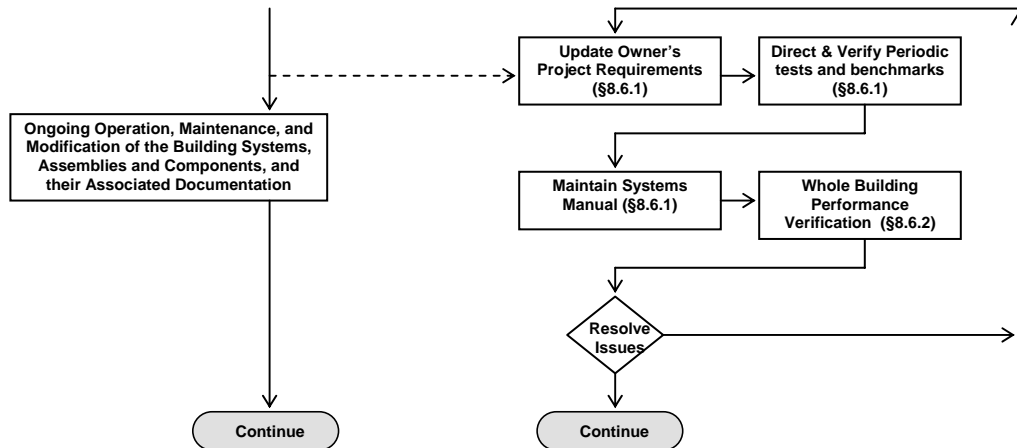 Update Owner's
Project Requirements
(§8.6.1)
Direct & Verify Periodic
tests and benchmarks
(§8.6.1)
Ongoing Operation, Maintenance, and
Modification of the Building Systems,
Assemblies and Components, and
their Associated Documentation
Maintain Systems
Manual (§8.6.1)
Whole Building
Performance
Verification (§8.6.2)
Resolve
Issues
Continue
Continue